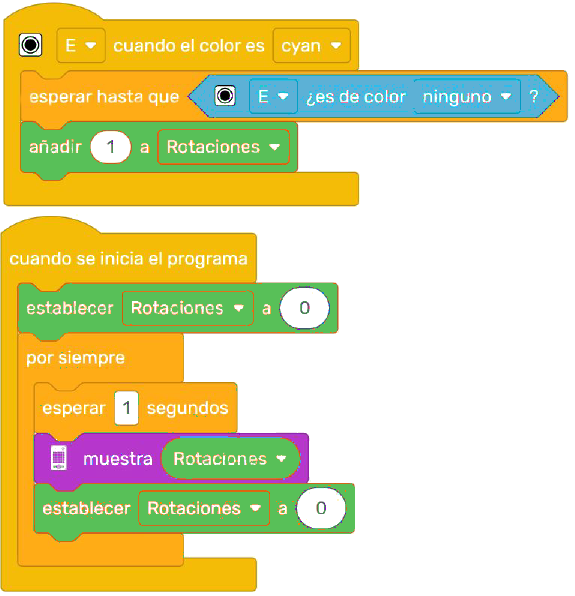 E cuando el color es cyan
esperar hasta que E ¿es de color ninguno ?
añadir 1 a Rotaciones
cuando se inicia el programa
establecer Rotaciones a 0
por siempre
esperar 1 segundos
muestra Rotaciones
establecer Rotaciones a 0